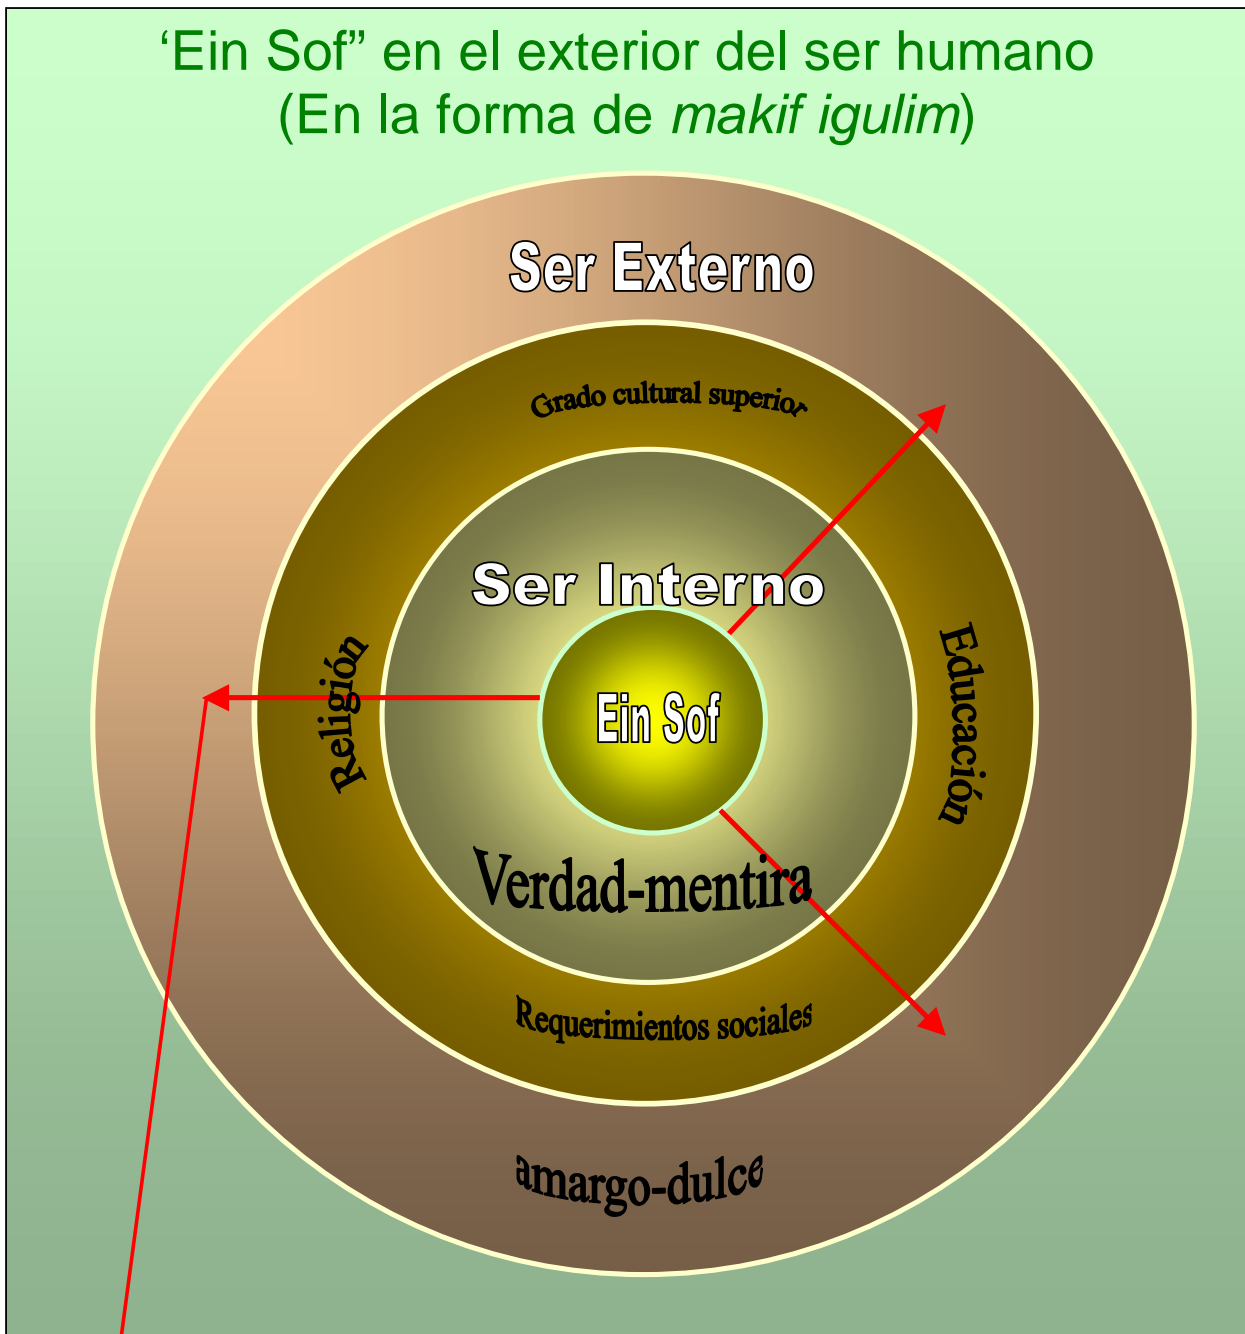 ‘Ein Sof” en el exterior del ser humano
(En la forma de makif igulim)
Ser Externo
Grado cultural superior
Ser Interno
Religión
Ein Sof
Educación
Verdad-mentira
Requerimientos sociales
amargo-dulce